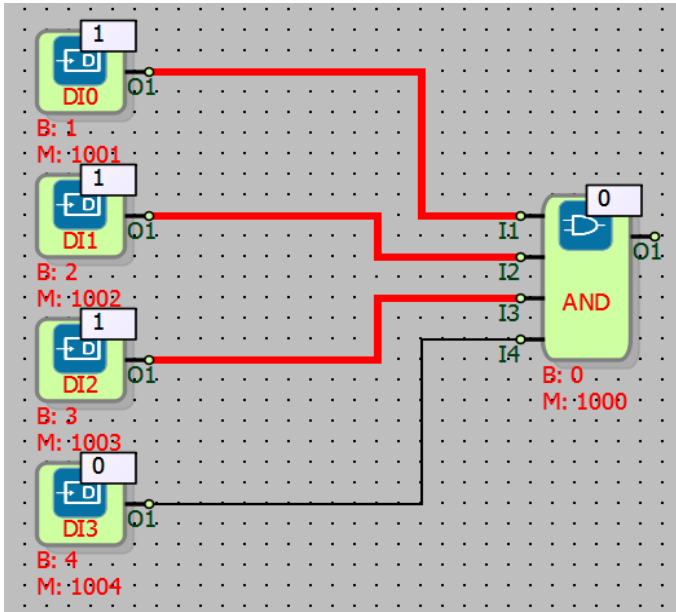 1
D
DI0
O1
B: 1
M: 1001
1
D
DI1
O1
B: 2
M: 1002
1
D
DI2
O1
B: 3
M: 1003
0
D
DI3
O1
B: 4
M: 1004
0
I1
O1
I2
I3
AND
I4
B: 0
M: 1000